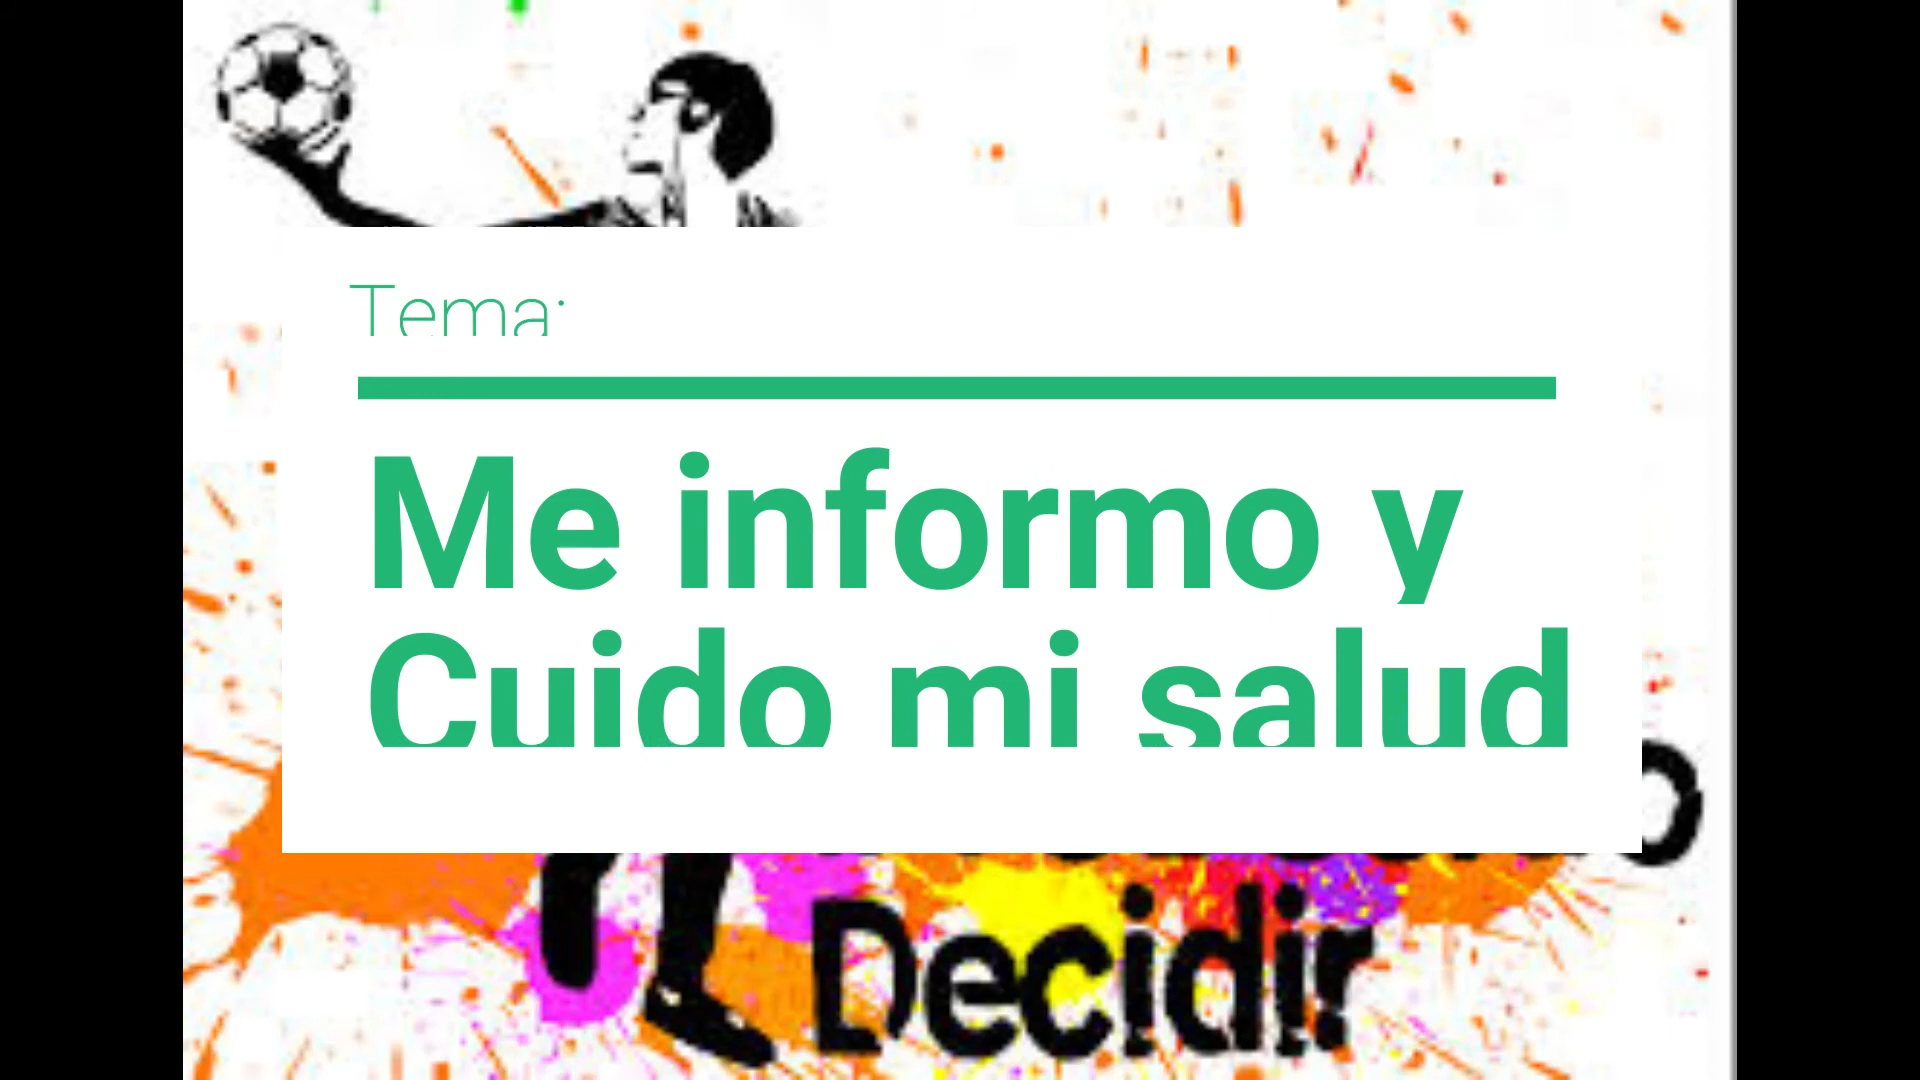 Tema:
Me informo y
Cuido mi salud
Decidir